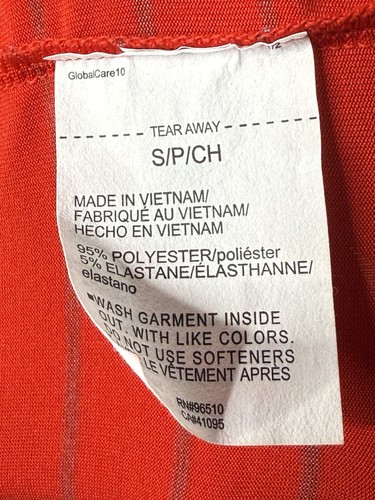 1/2
GlobalCare10
TEAR AWAY
S/P/CH
MADE IN VIETNAM/
FABRIQUÉ AU VIETNAM/
HECHO EN VIETNAM
95% POLYESTER/poliéster
5% ELASTANE/ÉLASTHANNE/
elastano
▪WASH GARMENT INSIDE
OUT. WITH LIKE COLORS.
DO NOT USE SOFTENERS
LE VÊTEMENT APRÈS
RN#96510
CA#41095